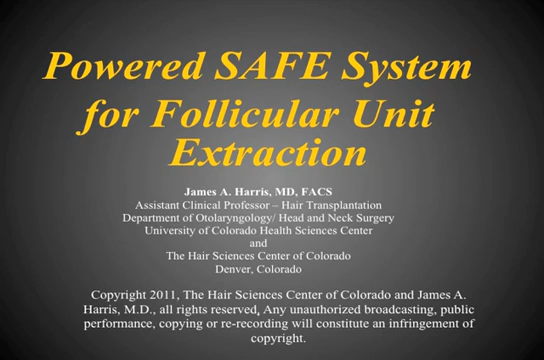 Powered SAFE System
for Follicular Unit
Extraction
James A. Harris, MD, FACS
Assistant Clinical Professor – Hair Transplantation
Department of Otolaryngology/ Head and Neck Surgery
University of Colorado Health Sciences Center
and
The Hair Sciences Center of Colorado
Denver, Colorado
Copyright 2011, The Hair Sciences Center of Colorado and James A.
Harris, M.D., all rights reserved, Any unauthorized broadcasting, public
performance, copying or re-recording will constitute an infringement of
copyright.